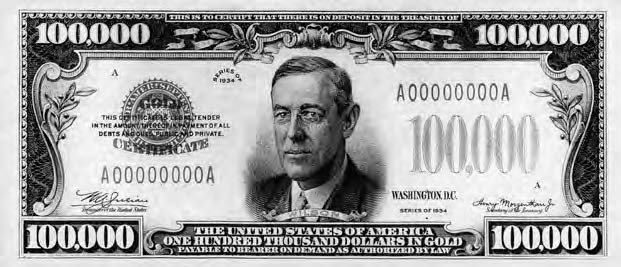 THIS IS TO CERTIFY THAT THERE IS ON DEPOSIT IN THE TREASURY OF
100,000
100,000
A
SERIES OF
1934
GOLD
THIS CERTIFICATE IS LEGAL TENDER
IN THE AMOUNT THEREOF IN PAYMENT OF ALL
DEBTS AND DUES, PUBLIC AND PRIVATE.
CERTIFICATE
A00000000A
100,000
A00000000A
WASHINGTON, D.C.
A
SERIES OF 1934
W A Julian
Treasurer of the United States
WILSON
Henry Morgenthau Jr
Secretary of the Treasury
100,000
THE UNITED STATES OF AMERICA
ONE HUNDRED THOUSAND DOLLARS IN GOLD
PAYABLE TO BEARER ON DEMAND AS AUTHORIZED BY LAW
100,000